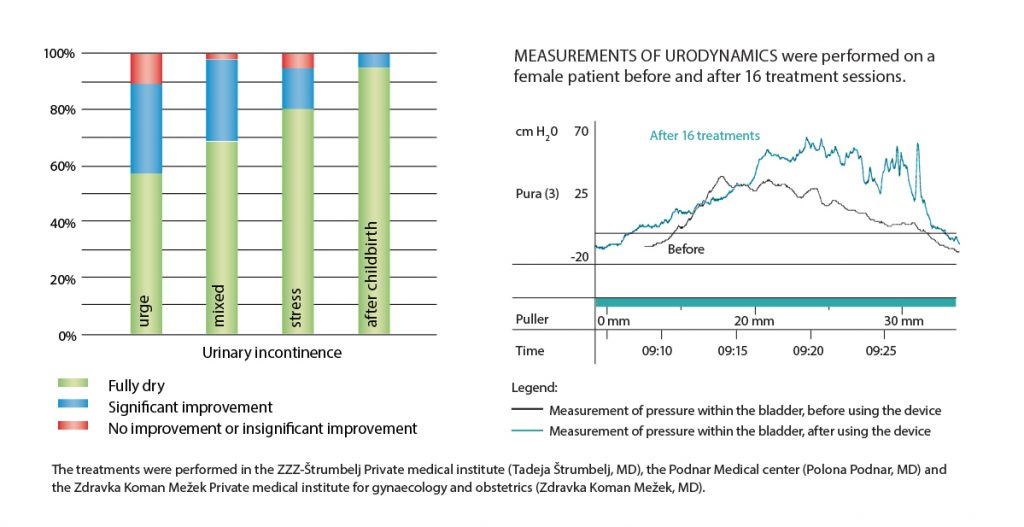 100%
80%
60%
40%
20%
0%
urge
mixed
stress
after childbirth
Urinary incontinence
Fully dry
Significant improvement
No improvement or insignificant improvement
MEASUREMENTS OF URODYNAMICS were performed on a
female patient before and after 16 treatment sessions.
cm H₂0 70
After 16 treatments
Pura (3) 25
Before
-20
Puller 0 mm 20 mm 30 mm
Time 09:10 09:15 09:20 09:25
Legend:
Measurement of pressure within the bladder, before using the device
Measurement of pressure within the bladder, after using the device
The treatments were performed in the ZZZ-Štrumbelj Private medical institute (Tadeja Štrumbelj, MD), the Podnar Medical center (Polona Podnar, MD) and
the Zdravka Koman Mežek Private medical institute for gynaecology and obstetrics (Zdravka Koman Mežek, MD).